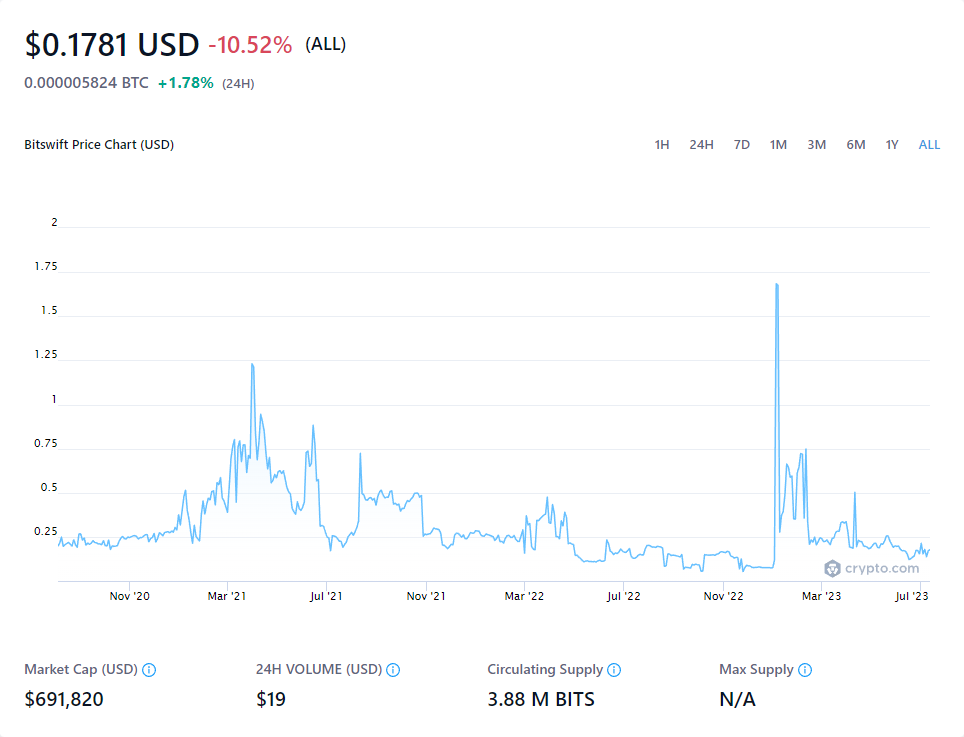 $0.1781 USD -10.52% (ALL)
0.000005824 BTC +1.78% (24H)
Bitswift Price Chart (USD) 1H 24H 7D 1M 3M 6M 1Y ALL
2
1.75
1.5
1.25
1
0.75
0.5
0.25
crypto.com
Nov '20 Mar '21 Jul '21 Nov '21 Mar '22 Jul '22 Nov '22 Mar '23 Jul '23
Market Cap (USD) 24H VOLUME (USD) Circulating Supply Max Supply
$691,820 $19 3.88 M BITS N/A